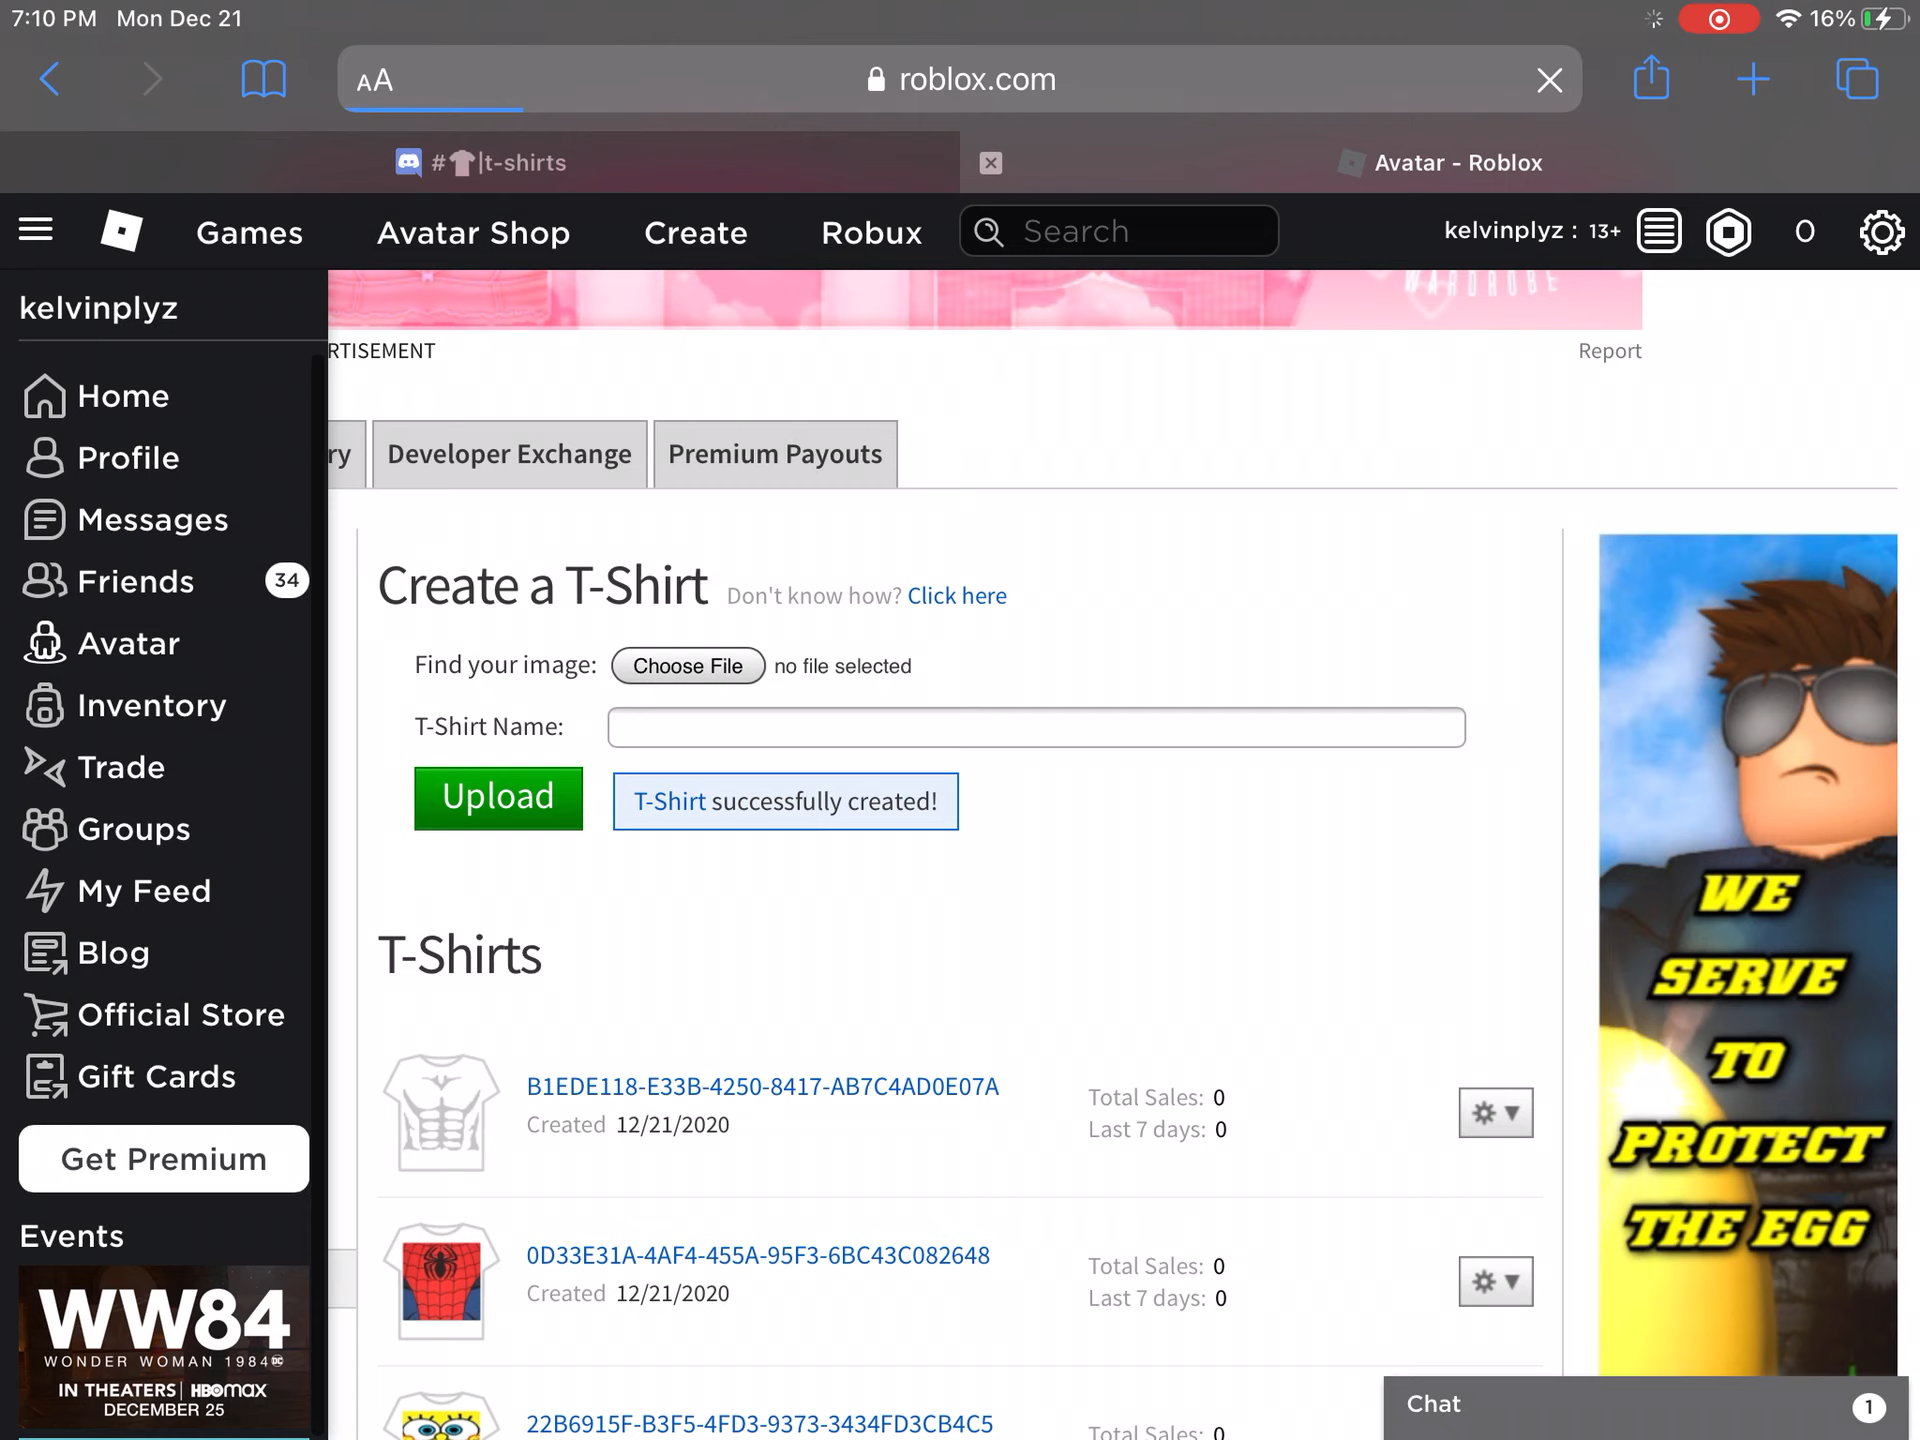 7:10 PM Mon Dec 21
16%
AA
roblox.com
#👕|t-shirts
Avatar - Roblox
Games
Avatar Shop
Create
Robux
Search
kelvinplyz : 13+
0
WARDROBE
kelvinplyz
RTISEMENT
Report
Home
Profile
Messages
Friends
34
Avatar
Inventory
Trade
Groups
My Feed
Blog
Official Store
Gift Cards
Get Premium
Events
WW84
WONDER WOMAN 1984
IN THEATERS| HBOmax
DECEMBER 25
ry
Developer Exchange
Premium Payouts
Create a T-Shirt Don't know how? Click here
Find your image: Choose File no file selected
T-Shirt Name:
Upload
T-Shirt successfully created!
T-Shirts
B1EDE118-E33B-4250-8417-AB7C4AD0E07A
Created 12/21/2020
Total Sales: 0
Last 7 days: 0
0D33E31A-4AF4-455A-95F3-6BC43C082648
Created 12/21/2020
Total Sales: 0
Last 7 days: 0
22B6915F-B3F5-4FD3-9373-3434FD3CB4C5
Total Sales: 0
WE
SERVE
TO
PROTECT
THE EGG
Chat
1